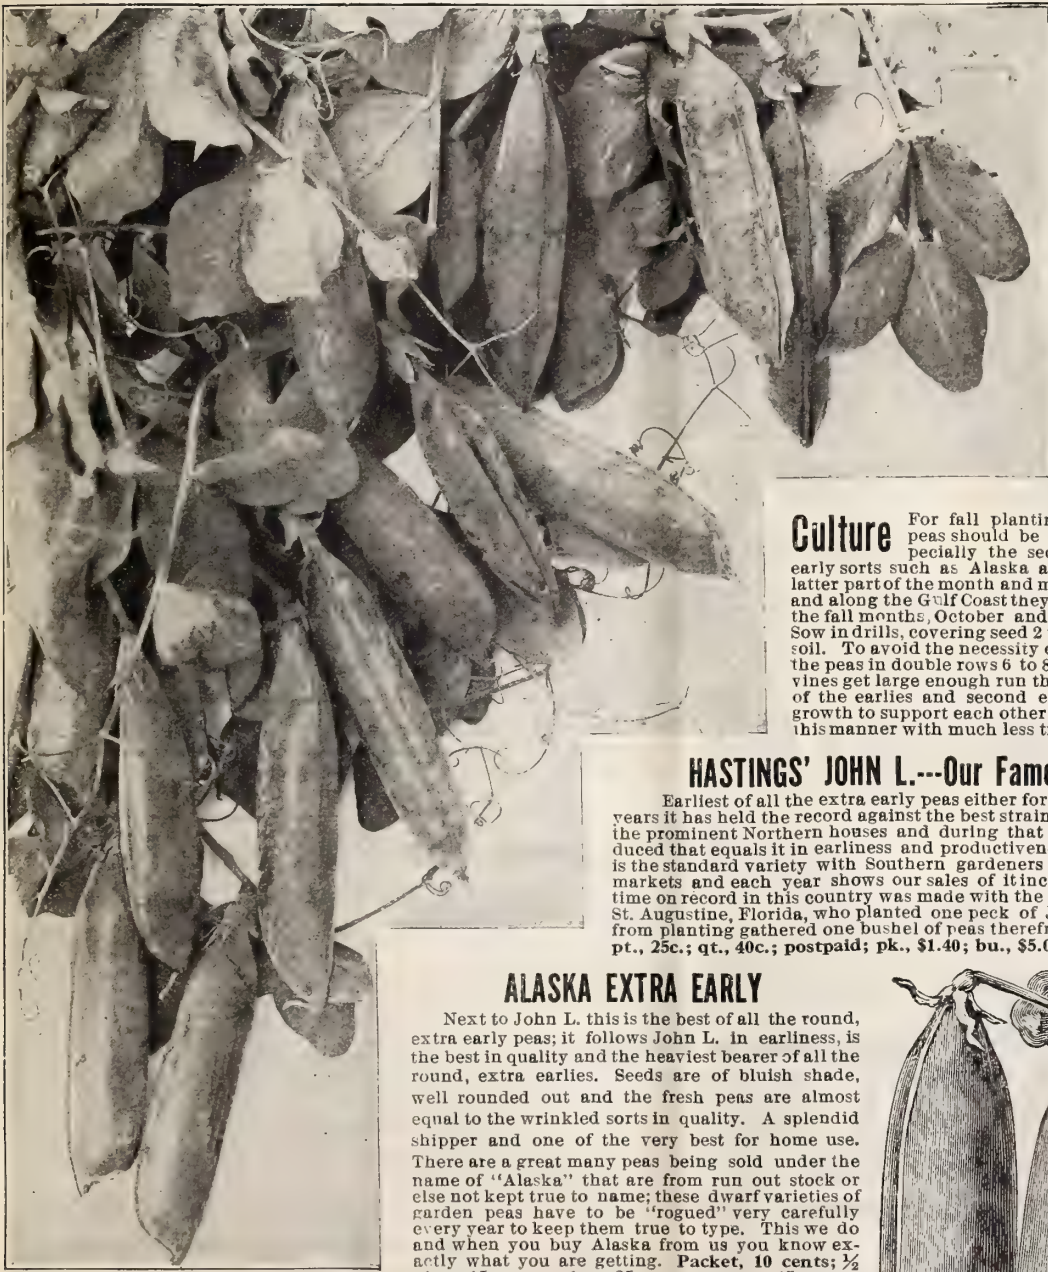 Culture For fall plantin
peas should be
pecially the see
early sorts such as Alaska a
latter part of the month and m
and along the Gulf Coast they
the fall months, October and
Sow in drills, covering seed 2
soil. To avoid the necessity
the peas in double rows 6 to 8
vines get large enough run th
of the earlies and second e
growth to support each other
this manner with much less t
HASTINGS' JOHN L.---Our Famo
Earliest of all the extra early peas either for
years it has held the record against the best strain
the prominent Northern houses and during that
duced that equals it in earliness and productiven
is the standard variety with Southern gardeners
markets and each year shows our sales of it inc
time on record in this country was made with the
St. Augustine, Florida, who planted one peck of J
from planting gathered one bushel of peas therefr
pt., 25c.; qt., 40c.; postpaid; pk., $1.40; bu., $5.0
ALASKA EXTRA EARLY
Next to John L. this is the best of all the round,
extra early peas; it follows John L. in earliness, is
the best in quality and the heaviest bearer of all the
round, extra earlies. Seeds are of bluish shade,
well rounded out and the fresh peas are almost
equal to the wrinkled sorts in quality. A splendid
shipper and one of the very best for home use.
There are a great many peas being sold under the
name of "Alaska" that are from run out stock or
else not kept true to name; these dwarf varieties of
garden peas have to be "rogued" very carefully
every year to keep them true to type. This we do
and when you buy Alaska from us you know ex-
actly what you are getting. Packet, 10 cents; ½